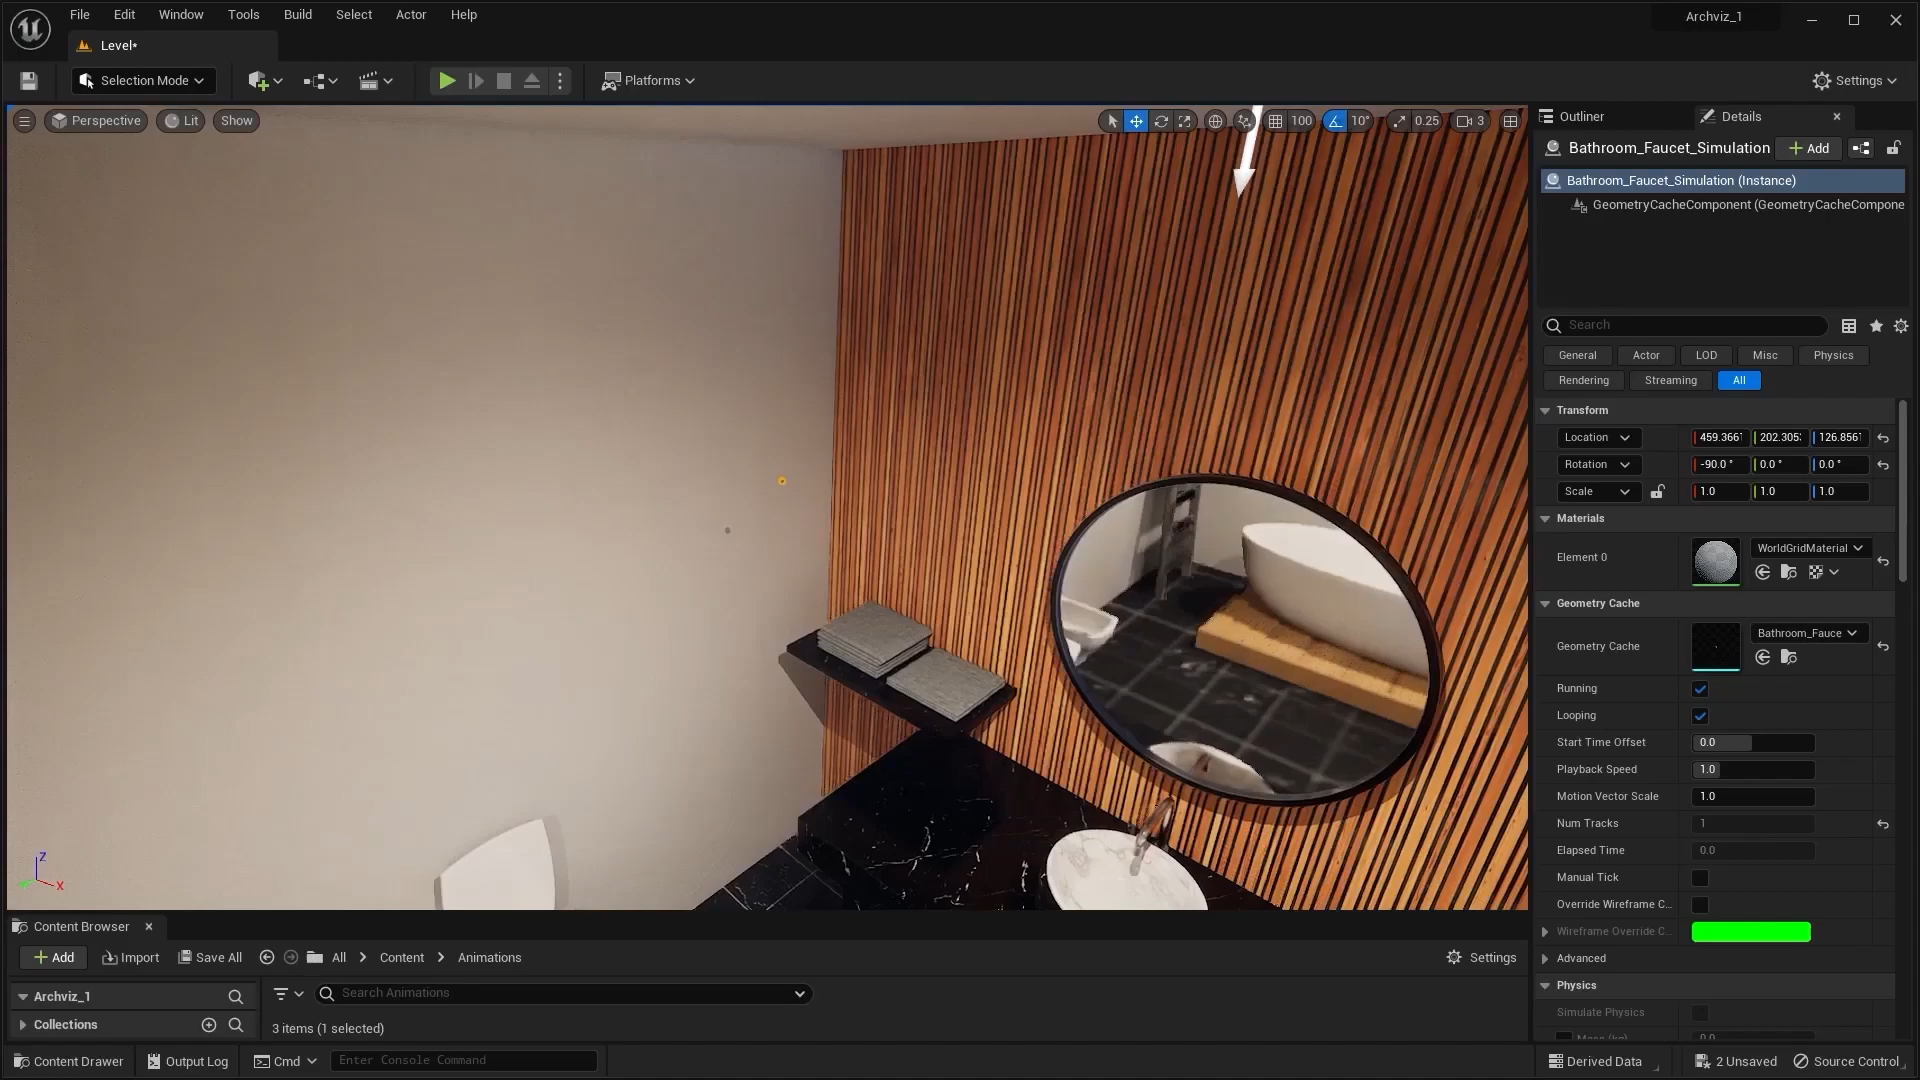 File Edit Window Tools Build Select Actor Help
Archviz_1
Level*
Selection Mode
Platforms
Settings
Perspective
Lit
Show
100
10°
0.25
3
Outliner
Details
Bathroom_Faucet_Simulation
Add
Bathroom_Faucet_Simulation (Instance)
GeometryCacheComponent (GeometryCacheCompone
Search
General
Actor
LOD
Misc
Physics
Rendering
Streaming
All
Transform
Location
459.3661
202.305
126.8561
Rotation
-90.0 °
0.0 °
0.0 °
Scale
1.0
1.0
1.0
Materials
Element 0
WorldGridMaterial
Geometry Cache
Geometry Cache
Bathroom_Fauce
Running
Looping
Start Time Offset
0.0
Playback Speed
1.0
Motion Vector Scale
1.0
Num Tracks
1
Elapsed Time
0.0
Manual Tick
Override Wireframe C...
Wireframe Override C...
Advanced
Physics
Simulate Physics
Z
X
Content Browser
Add
Import
Save All
All
Content
Animations
Settings
Archviz_1
Search Animations
Collections
3 items (1 selected)
Content Drawer
Output Log
Cmd
Enter Console Command
Derived Data
2 Unsaved
Source Control